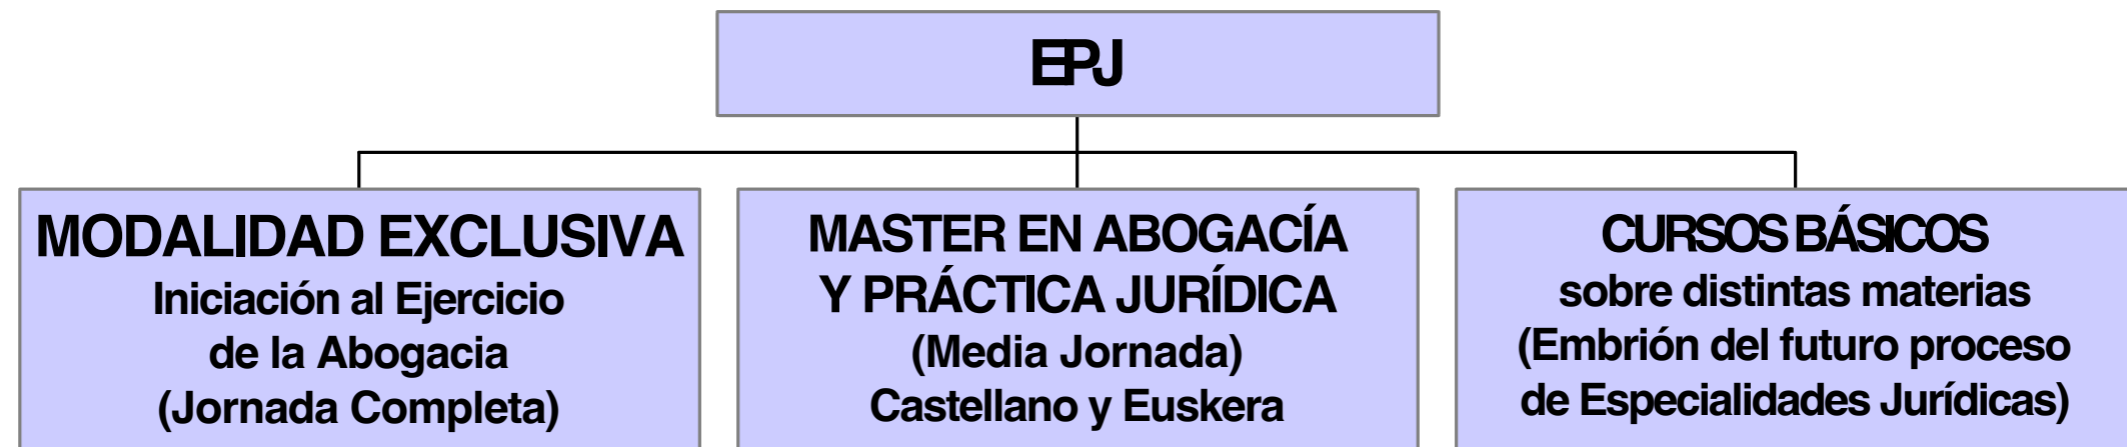 EPJ
MODALIDAD EXCLUSIVA
Iniciación al Ejercicio
de la Abogacia
(Jornada Completa)
MASTER EN ABOGACÍA
Y PRÁCTICA JURÍDICA
(Media Jornada)
Castellano y Euskera
CURSOS BÁSICOS
sobre distintas materias
(Embrión del futuro proceso
de Especialidades Jurídicas)